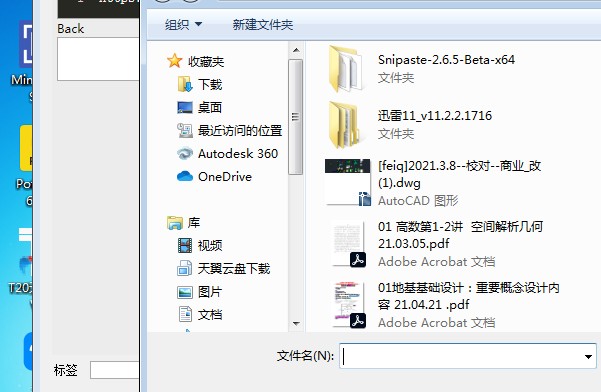 Back
组织
新建文件夹
收藏夹
下载
桌面
最近访问的位置
Autodesk 360
OneDrive
库
视频
天翼云盘下载
图片
文档
Snipaste-2.6.5-Beta-x64
文件夹
迅雷11_v11.2.2.1716
文件夹
[feiq]2021.3.8--校对--商业_改
(1).dwg
AutoCAD 图形
01 高数第1-2讲 空间解析几何
21.03.05.pdf
Adobe Acrobat 文档
01地基基础设计：重要概念设计内
容 21.04.21 .pdf
Adobe Acrobat 文档
文件名(N):
标签